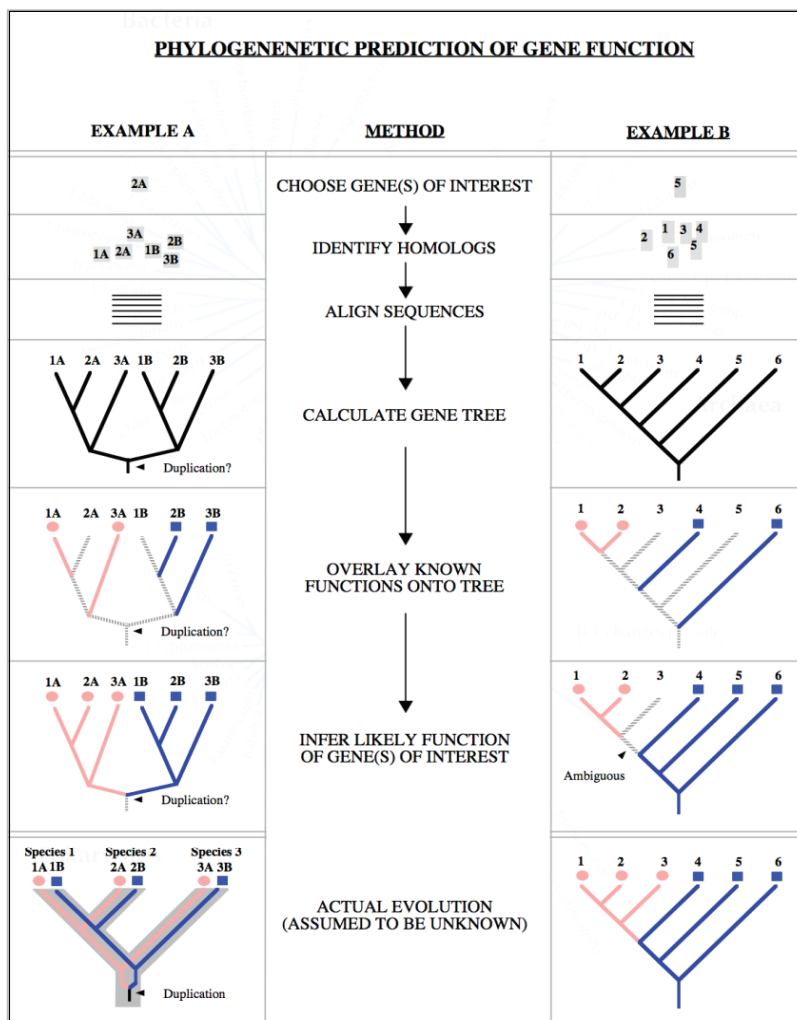 Bacteria
PHYLOGENENETIC PREDICTION OF GENE FUNCTION
EXAMPLE A METHOD EXAMPLE B
2A CHOOSE GENE(S) OF INTEREST 5
3A 2B 1 3 4
1A 2A 1B IDENTIFY HOMOLOGS 2
3B 6 5
ALIGN SEQUENCES
1A 2A 3A 1B 2B 3B 1 2 3 4 5 6
Archaea
CALCULATE GENE TREE
Duplication?
1A 2A 3A 1B 2B 3B 1 2 3 4 5 6
OVERLAY KNOWN
FUNCTIONS ONTO TREE
Duplication?
1A 2A 3A 1B 2B 3B 1 2 3 4 5 6
INFER LIKELY FUNCTION
OF GENE(S) OF INTEREST
Ambiguous
Duplication?
Species 1 Species 2 Species 3
1A 1B 2A 2B 3A 3B 1 2 3 4 5 6
ACTUAL EVOLUTION
(ASSUMED TO BE UNKNOWN)
Duplication